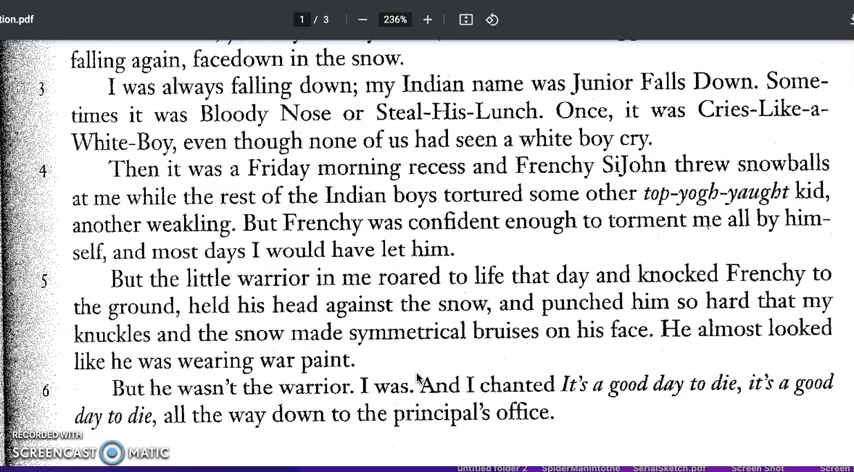 tion.pdf
1 / 3 — 236% +
falling again, facedown in the snow.
3 I was always falling down; my Indian name was Junior Falls Down. Some-
times it was Bloody Nose or Steal-His-Lunch. Once, it was Cries-Like-a-
White-Boy, even though none of us had seen a white boy cry.
4 Then it was a Friday morning recess and Frenchy SiJohn threw snowballs
at me while the rest of the Indian boys tortured some other top-yogh-yaught kid,
another weakling. But Frenchy was confident enough to torment me all by him-
self, and most days I would have let him.
5 But the little warrior in me roared to life that day and knocked Frenchy to
the ground, held his head against the snow, and punched him so hard that my
knuckles and the snow made symmetrical bruises on his face. He almost looked
like he was wearing war paint.
6 But he wasn't the warrior. I was. And I chanted It's a good day to die, it's a good
day to die, all the way down to the principal's office.
RECORDED WITH
SCREENCAST MATIC
untitled folder 2 SpiderManIntothe SerialSketch.pdf Screen Shot Screen